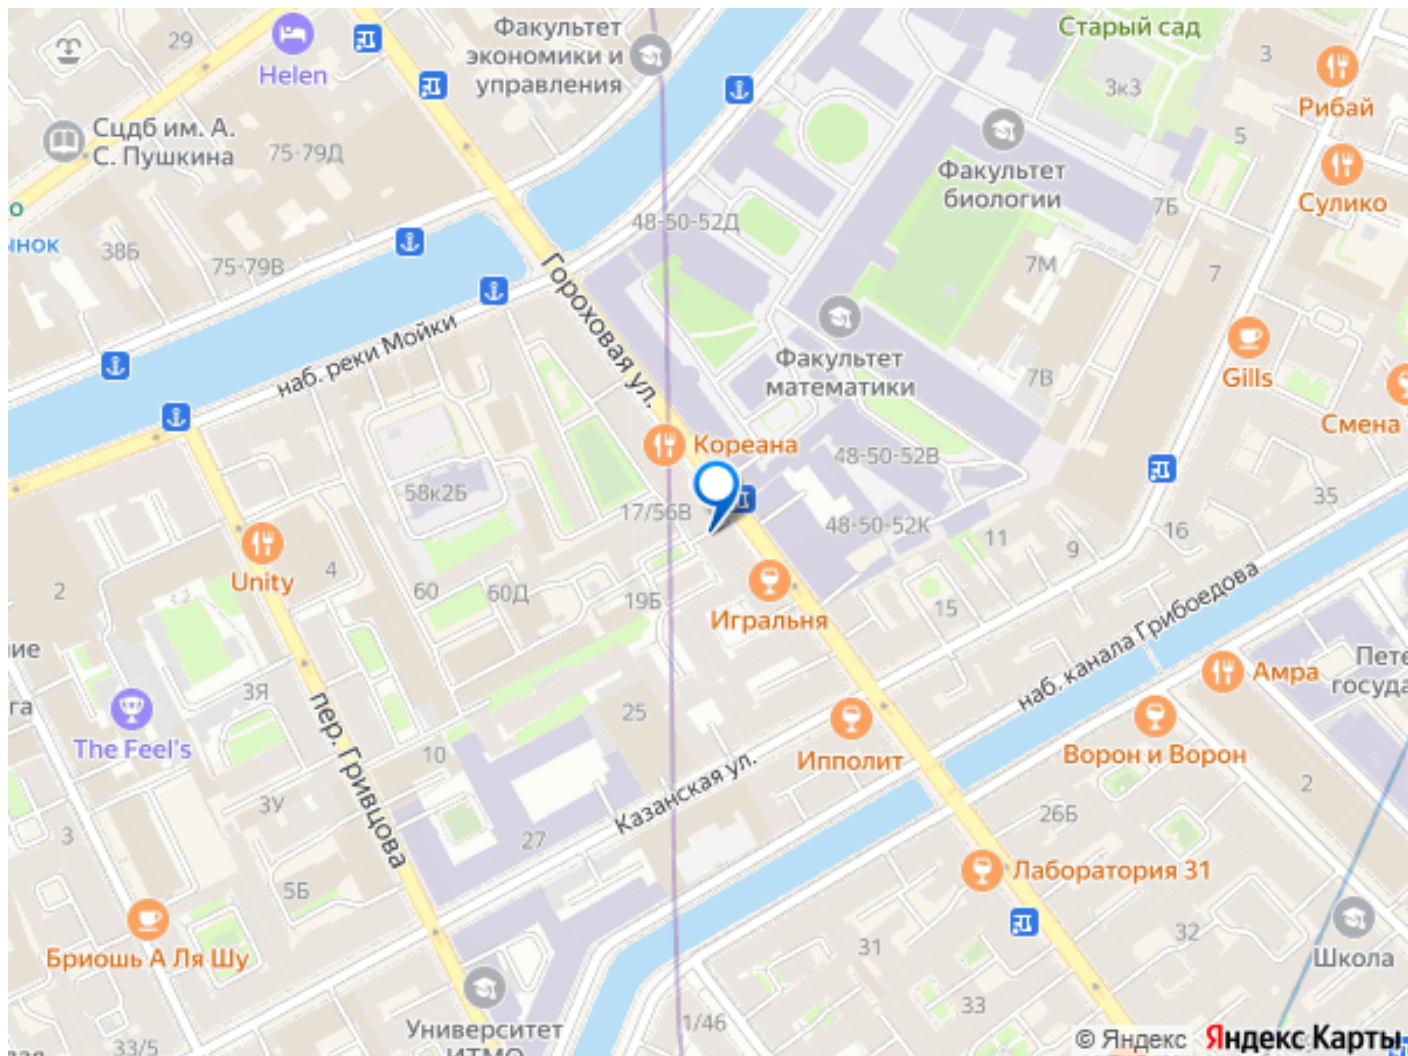 29
Helen
Факультет
экономики и
управления
Старый сад
3
3к3
Рибай
5
Сцдб им. А.
С. Пушкина
75-79Д
Факультет
биологии
Сулико
7Б
48-50-52Д
38Б
75-79В
7М
7
Гороховая ул.
наб. реки Мойки
Факультет
математики
7В
Gills
Смена
Кореана
48-50-52В
58к2Б
17/56В
48-50-52К
35
16
11
9
Unity
4
2
60
60Д
19Б
Игральня
15
наб. канала Грибоедова
Амра
3Я
The Feel's
пер. Гривцова
25
10
Ипполит
Ворон и Ворон
Казанская ул.
2
3У
3
27
26Б
5Б
Лаборатория 31
Бриошь А Ля Шу
31
32
Школа
33
Университет
ИТМО
1/46
33/5
© Яндекс Яндекс Карты